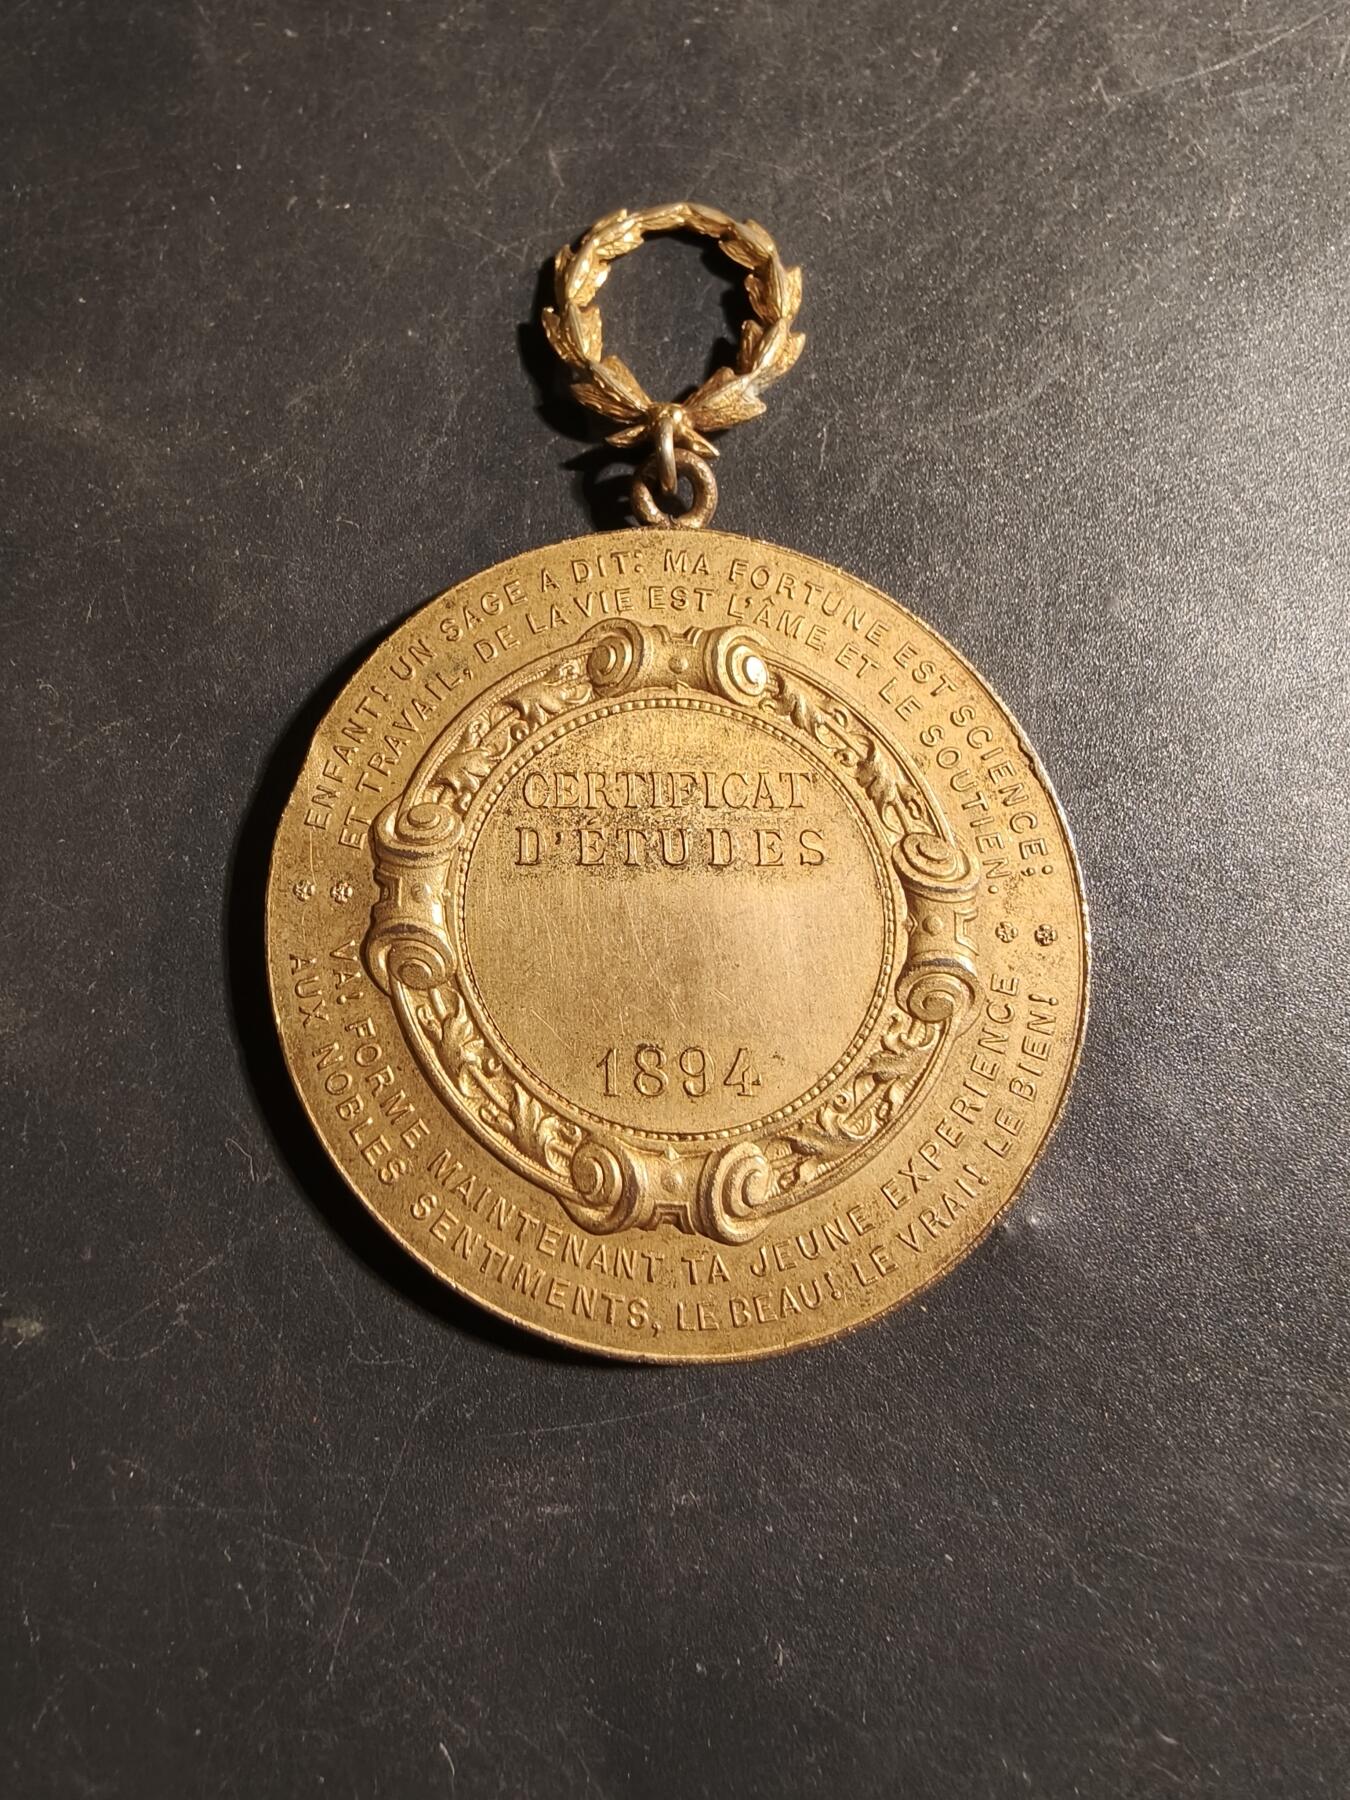 ENFANT! UN SAGE A DIT: MA FORTUNE EST SCIENCE;
ET TRAVAIL, DE LA VIE EST L'ÂME ET LE SOUTIEN.
CERTIFICAT
D'ÉTUDES
1894
VA! FORME MAINTENANT TA JEUNE EXPERIENCE
AUX NOBLES SENTIMENTS, LE BEAU! LE VRAI! LE BIEN!